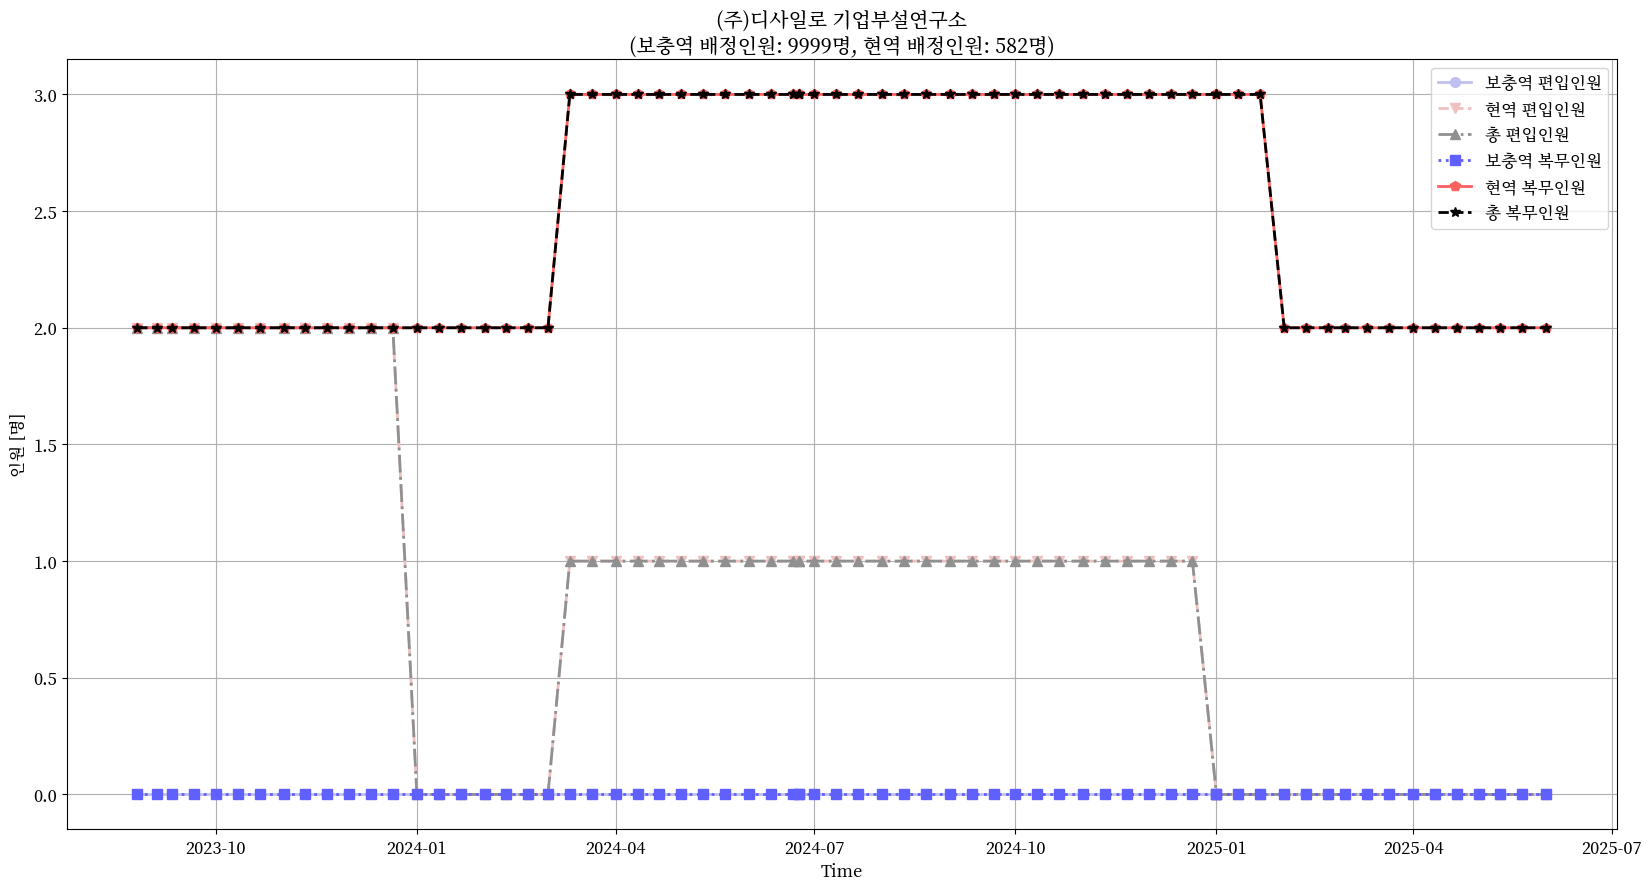 (주)디사일로 기업부설연구소
(보충역 배정인원: 9999명, 현역 배정인원: 582명)
보충역 편입인원
현역 편입인원
총 편입인원
보충역 복무인원
현역 복무인원
총 복무인원
인원 [명]
3.0
2.5
2.0
1.5
1.0
0.5
0.0
2023-10
2024-01
2024-04
2024-07
2024-10
2025-01
2025-04
2025-07
Time